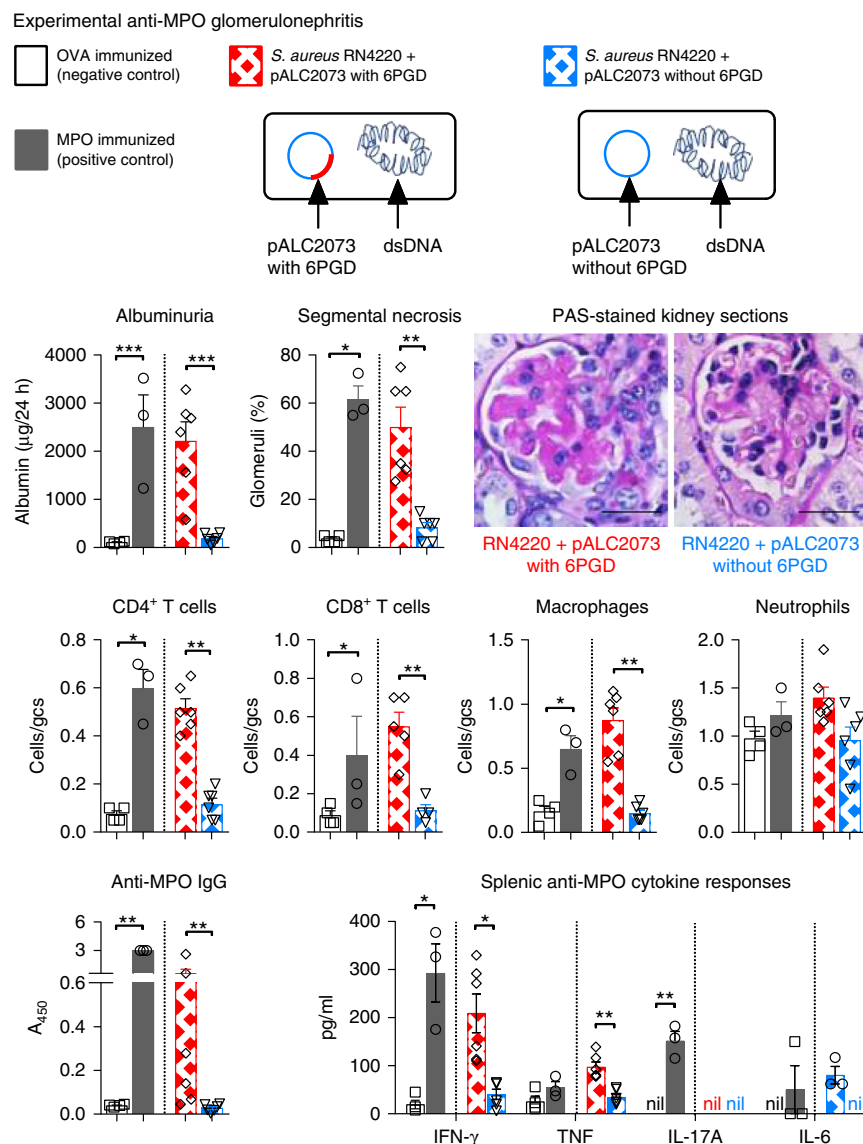 Experimental anti-MPO glomerulonephritis
OVA immunized
(negative control)
S. aureus RN4220 +
pALC2073 with 6PGD
S. aureus RN4220 +
pALC2073 without 6PGD
MPO immunized
(positive control)
pALC2073
with 6PGD
dsDNA
pALC2073
without 6PGD
dsDNA
Albuminuria
Segmental necrosis
PAS-stained kidney sections
Albumin (μg/24 h)
4000
3000
2000
1000
0
***
***
Glomeruli (%)
80
60
40
20
0
*
**
RN4220 + pALC2073
with 6PGD
RN4220 + pALC2073
without 6PGD
CD4+ T cells
CD8+ T cells
Macrophages
Neutrophils
Cells/gcs
0.8
0.6
0.4
0.2
0.0
*
**
Cells/gcs
1.0
0.8
0.6
0.4
0.2
0.0
*
**
Cells/gcs
1.5
1.0
0.5
0.0
*
**
Cells/gcs
2.0
1.5
1.0
0.5
0.0
Anti-MPO IgG
Splenic anti-MPO cytokine responses
A450
6
3
0.6
0.4
0.2
0.0
**
**
pg/ml
400
300
200
100
0
*
*
**
**
nil
nil nil
nil
nil
IFN-γ
TNF
IL-17A
IL-6